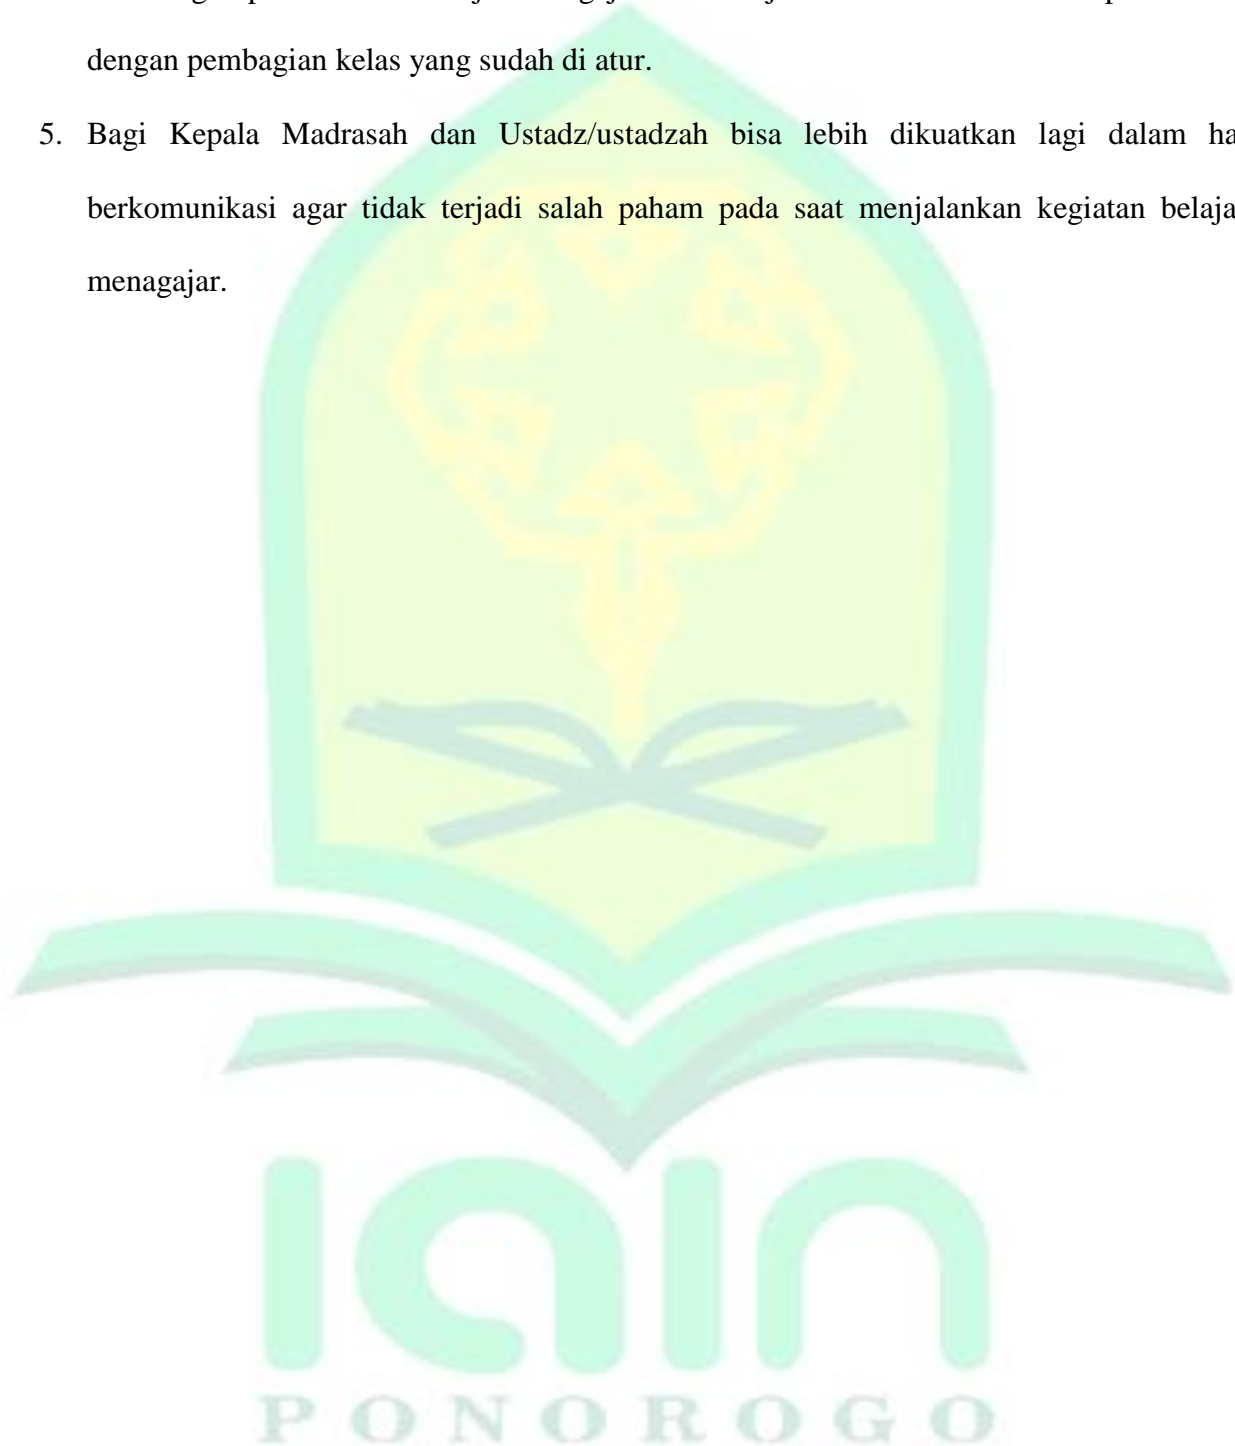 dengan pembagian kelas yang sudah di atur.
5. Bagi Kepala Madrasah dan Ustadz/ustadzah bisa lebih dikuatkan lagi dalam ha
berkomunikasi agar tidak terjadi salah paham pada saat menjalankan kegiatan belaja
menagajar.
iain
PONOROGO